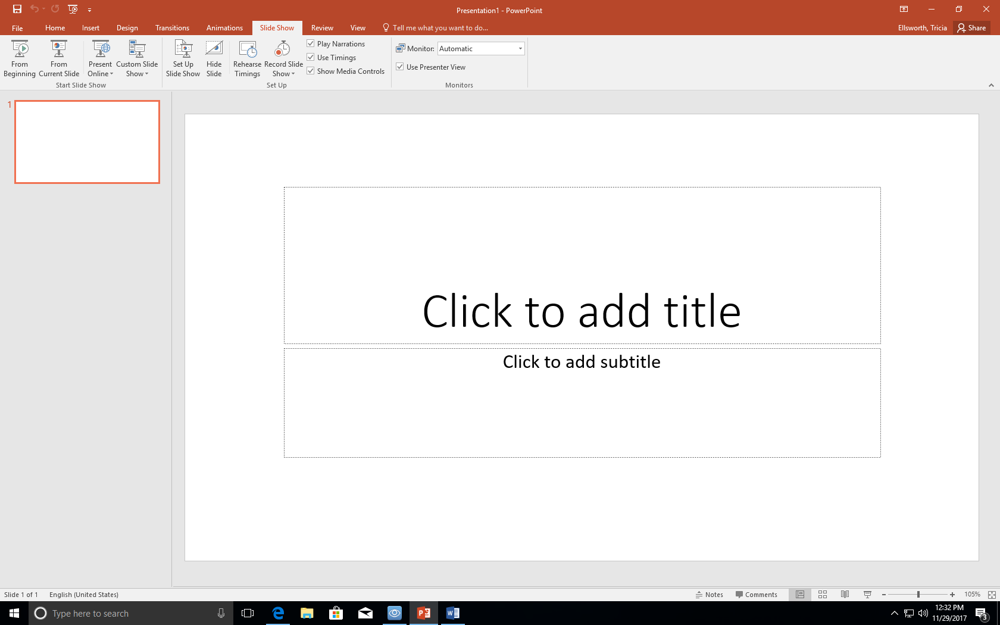 Presentation1 - PowerPoint
File Home Insert Design Transitions Animations Slide Show Review View Tell me what you want to do... Ellsworth, Tricia Share
From Beginning
From Current Slide
Present Online
Custom Slide Show
Set Up Slide Show
Hide Slide
Rehearse Timings
Record Slide Show
Play Narrations
Use Timings
Show Media Controls
Monitor: Automatic
Use Presenter View
Start Slide Show Set Up Monitors
1
Click to add title
Click to add subtitle
Slide 1 of 1 English (United States) Notes Comments 105%
Type here to search
12:32 PM
11/29/2017
3